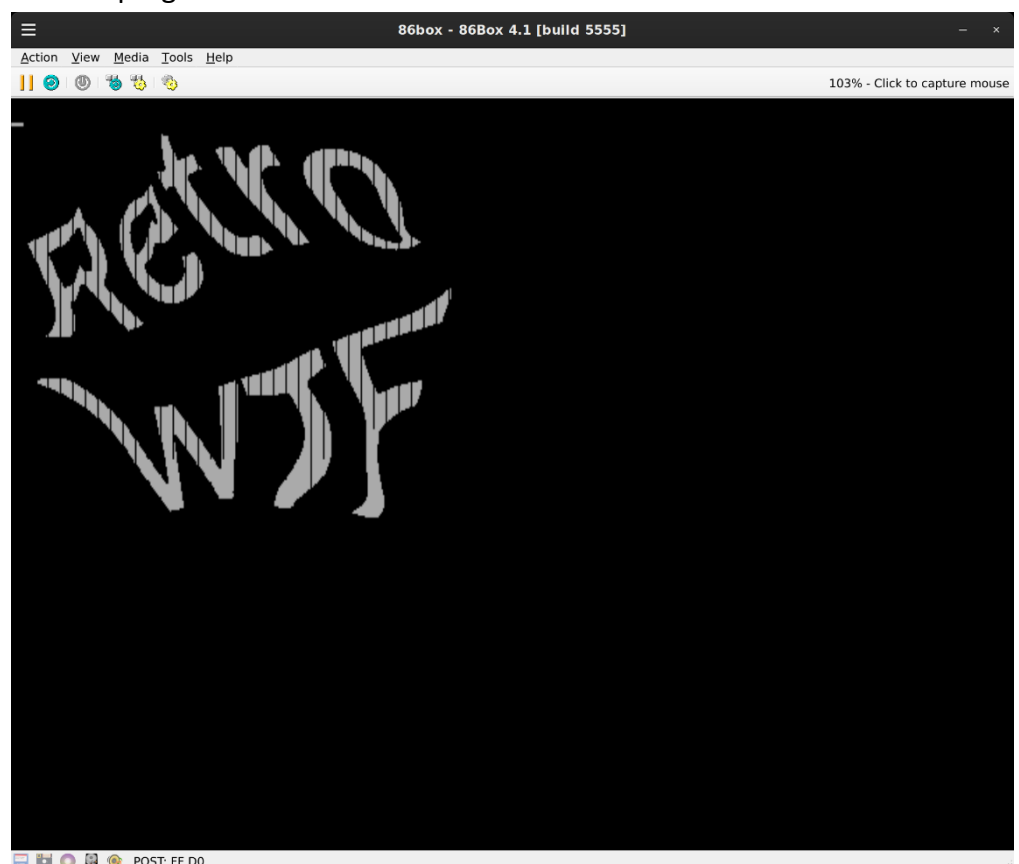 86box - 86Box 4.1 [build 5555]
Action View Media Tools Help
103% - Click to capture mouse
Retro
WTF
POST: FF D0